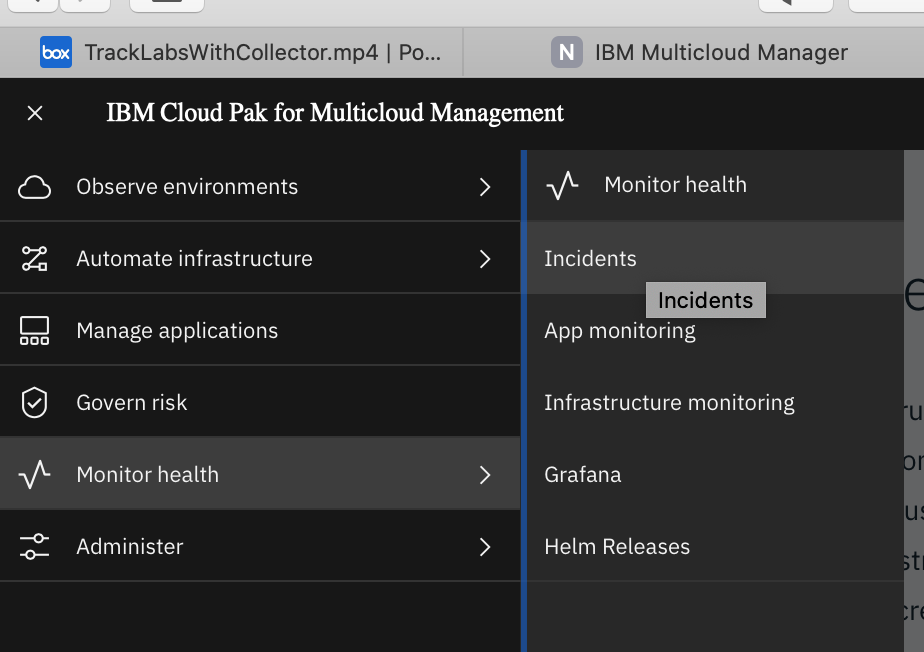 box TrackLabsWithCollector.mp4 | Po...
N IBM Multicloud Manager
IBM Cloud Pak for Multicloud Management
Observe environments
Automate infrastructure
Manage applications
Govern risk
Monitor health
Administer
Monitor health
Incidents
Incidents
App monitoring
Infrastructure monitoring
Grafana
Helm Releases